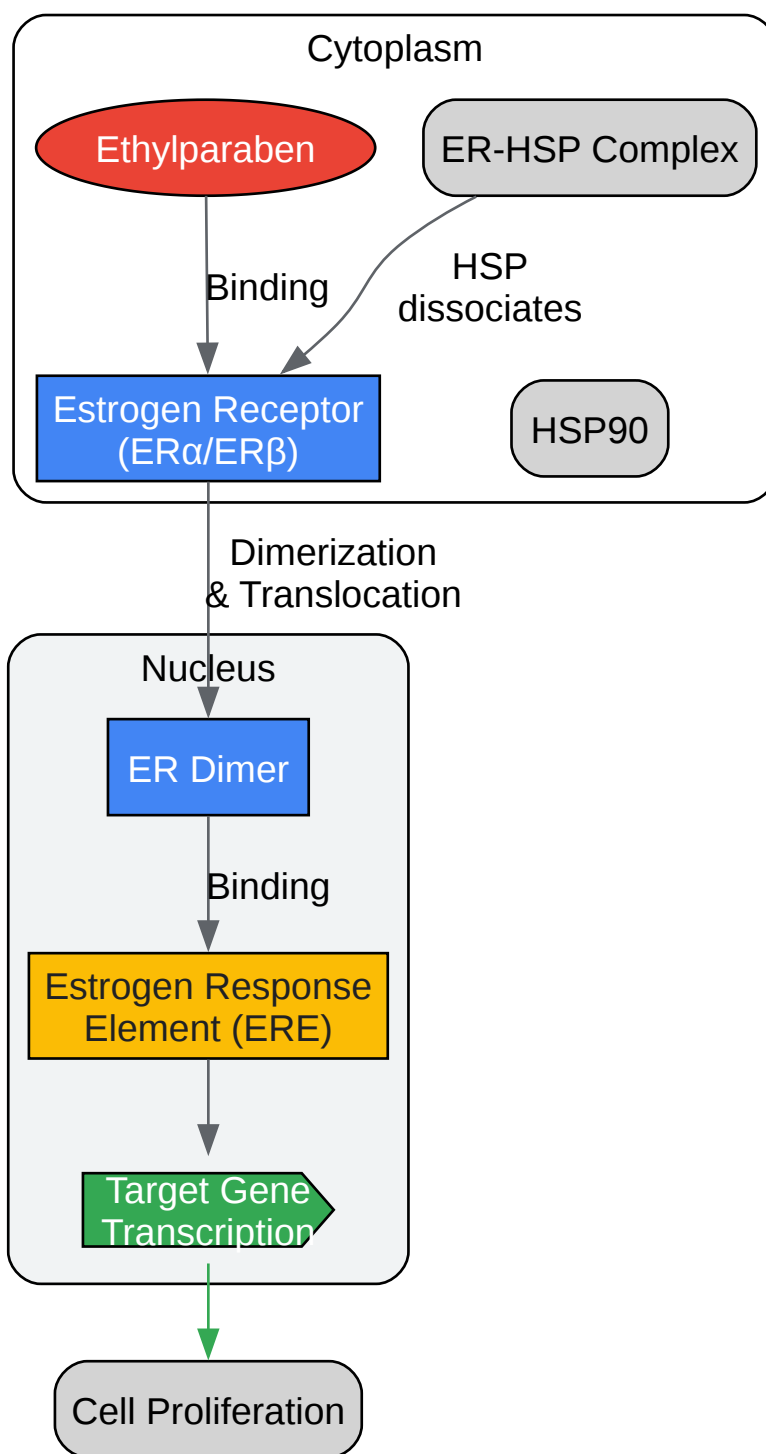 Cytoplasm
Ethylparaben
ER-HSP Complex
Binding
HSP
dissociates
Estrogen Receptor
(ERα/ERβ)
HSP90
Dimerization
& Translocation
Nucleus
ER Dimer
Binding
Estrogen Response
Element (ERE)
Target Gene
Transcription
Cell Proliferation